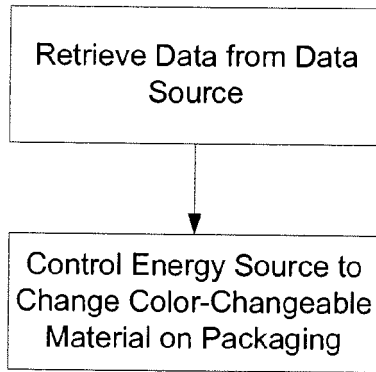 Retrieve Data from Data
Source
Control Energy Source to
Change Color-Changeable
Material on Packaging